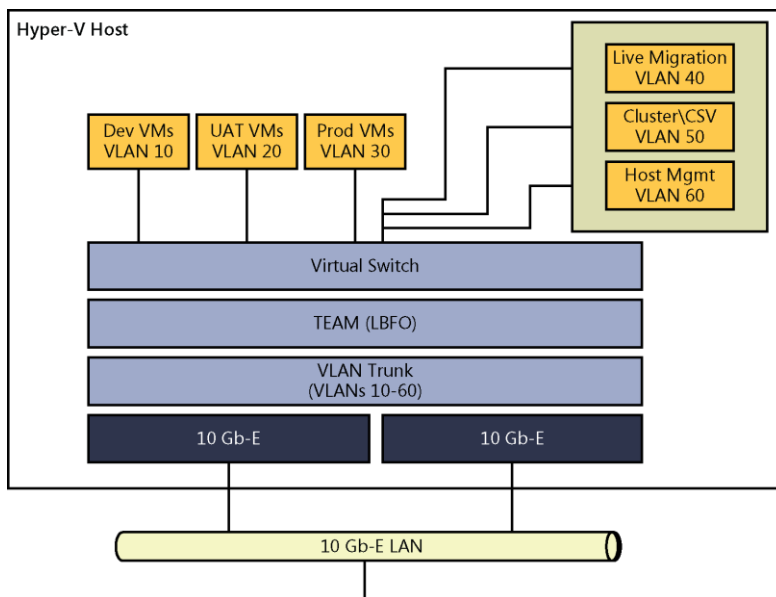 Hyper-V Host
Live Migration
VLAN 40
Cluster\CSV
VLAN 50
Host Mgmt
VLAN 60
Dev VMs
VLAN 10
UAT VMs
VLAN 20
Prod VMs
VLAN 30
Virtual Switch
TEAM (LBFO)
VLAN Trunk
(VLANs 10-60)
10 Gb-E
10 Gb-E
10 Gb-E LAN